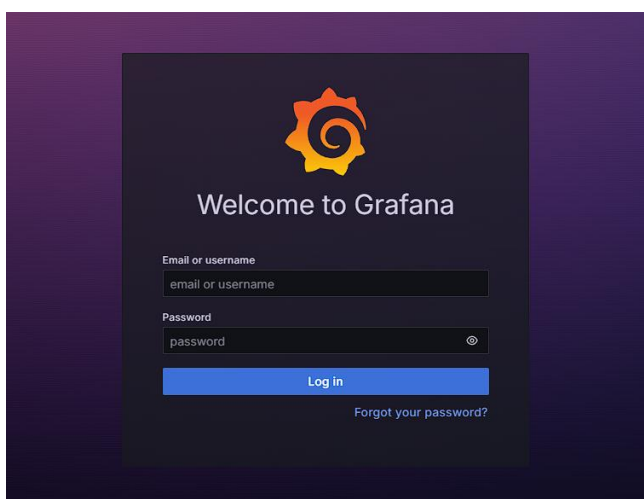 Welcome to Grafana
Email or username
email or username
Password
password
Log in
Forgot your password?